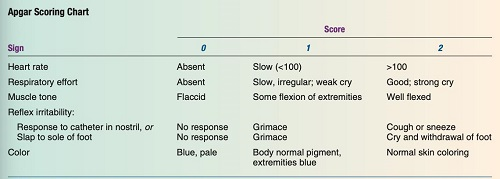 Apgar Scoring Chart
Score
Sign 0 1 2
Heart rate Absent Slow (<100) >100
Respiratory effort Absent Slow, irregular; weak cry Good; strong cry
Muscle tone Flaccid Some flexion of extremities Well flexed
Reflex irritability:
Response to catheter in nostril, or No response Grimace Cough or sneeze
Slap to sole of foot No response Grimace Cry and withdrawal of foot
Color Blue, pale Body normal pigment, Normal skin coloring
extremities blue